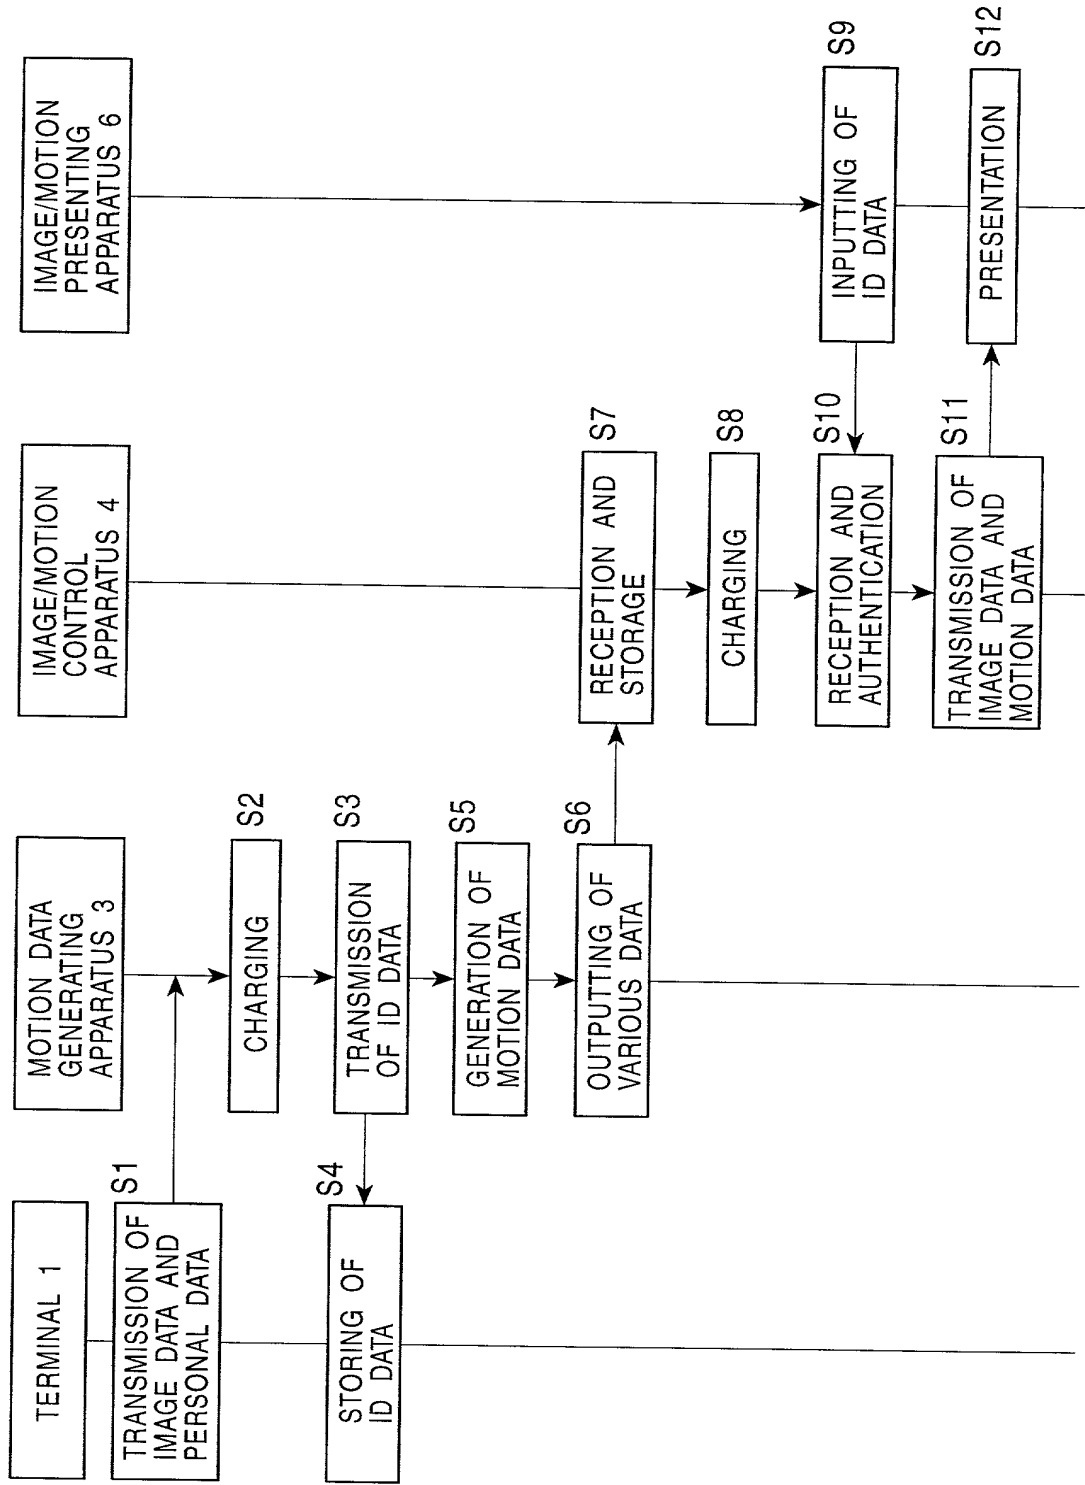 TERMINAL 1
MOTION DATA
GENERATING
APPARATUS 3
IMAGE/MOTION
CONTROL
APPARATUS 4
IMAGE/MOTION
PRESENTING
APPARATUS 6
S1
TRANSMISSION OF
IMAGE DATA AND
PERSONAL DATA
S2
CHARGING
S3
TRANSMISSION
OF ID DATA
S4
STORING OF
ID DATA
S5
GENERATION OF
MOTION DATA
S6
OUTPUTTING OF
VARIOUS DATA
S7
RECEPTION AND
STORAGE
S8
CHARGING
S9
INPUTTING OF
ID DATA
S10
RECEPTION AND
AUTHENTICATION
S11
TRANSMISSION OF
IMAGE DATA AND
MOTION DATA
S12
PRESENTATION